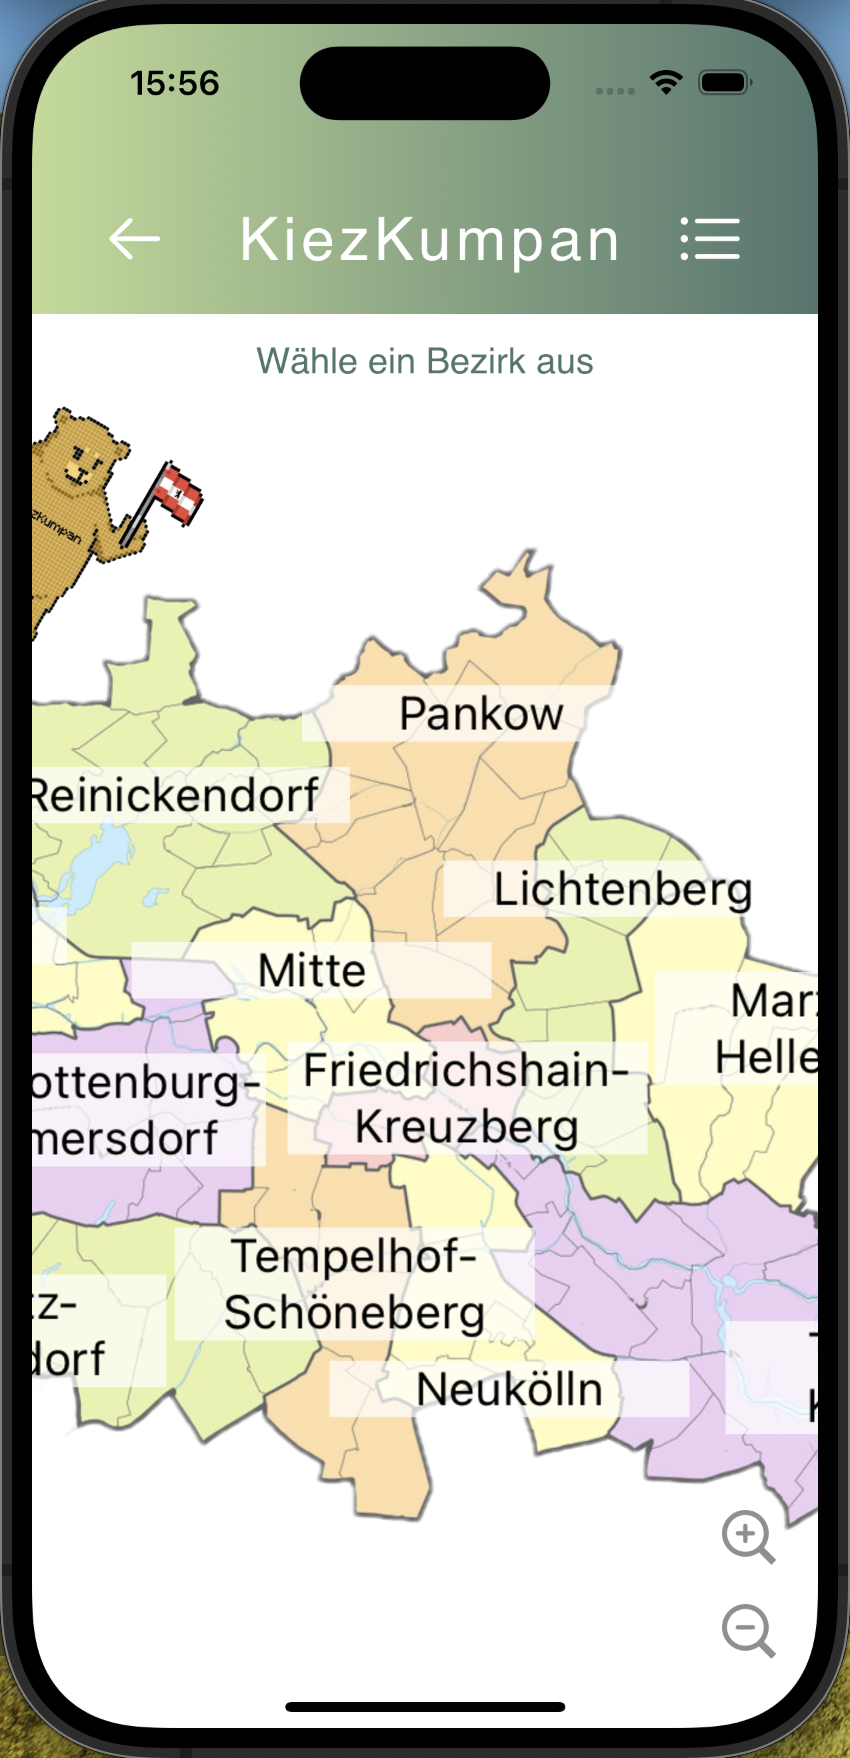 15:56
KiezKumpan
Wähle ein Bezirk aus
zKumpan
Pankow
Reinickendorf
Lichtenberg
Mitte
Mar
Helle
Friedrichshain-
Kreuzberg
ottenburg-
mersdorf
Tempelhof-
Schöneberg
tz-
dorf
Neukölln